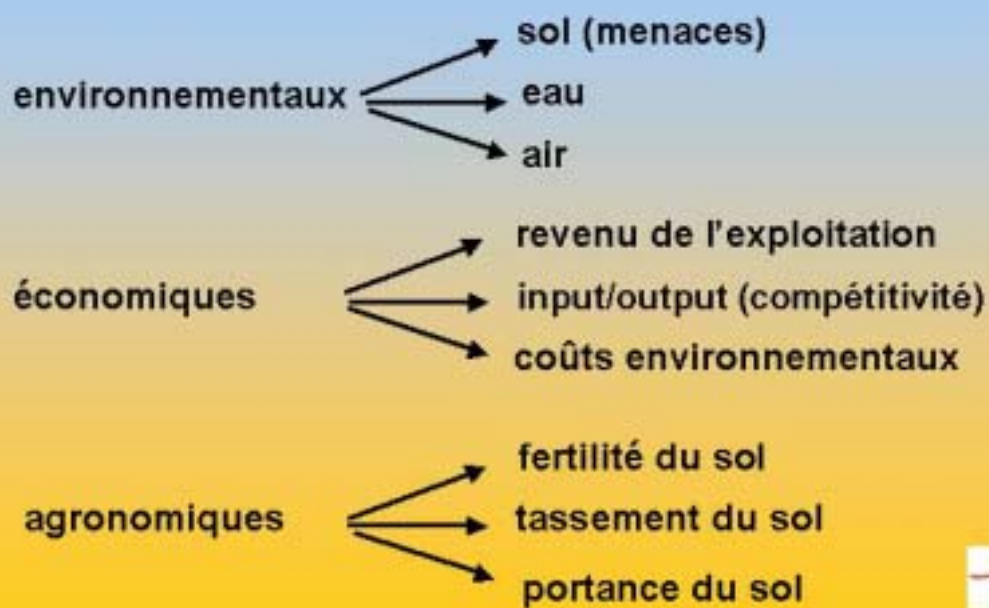 sol (menaces)
environnementaux
eau
air
revenu de l'exploitation
économiques
input/output (compétitivité)
coûts environnementaux
fertilité du sol
agronomiques
tassement du sol
portance du sol